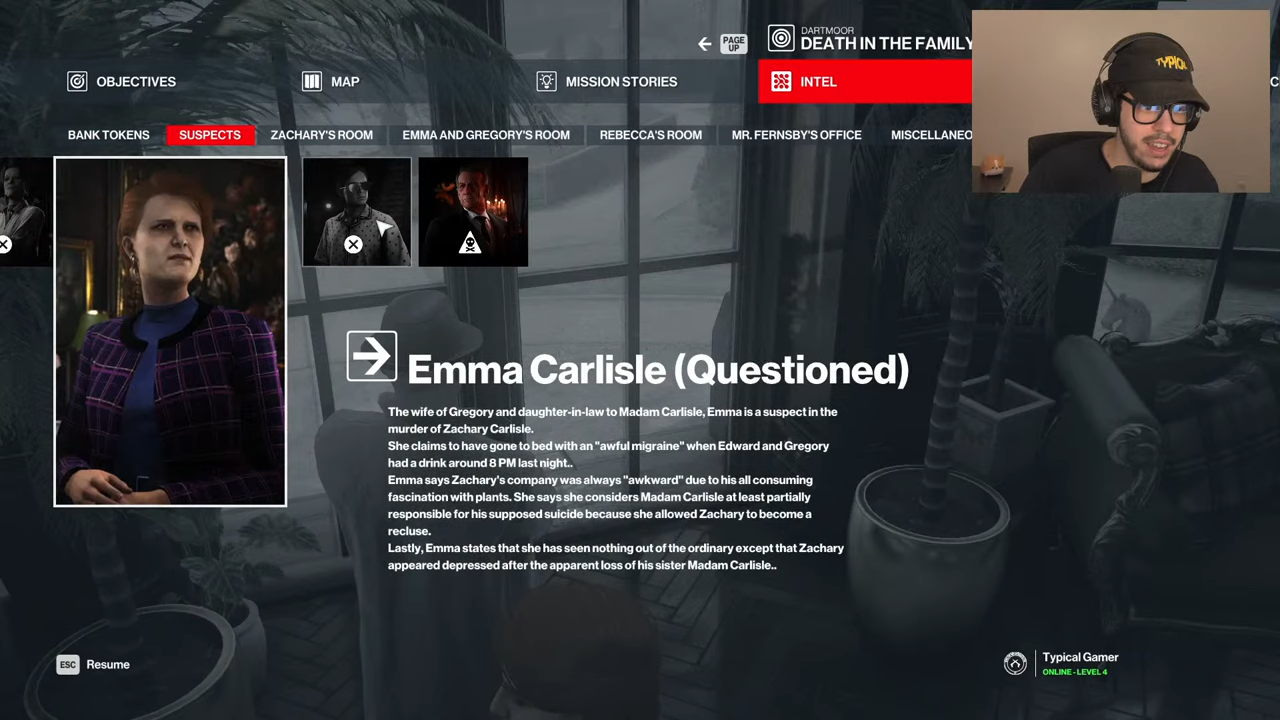 PAGE UP
DARTMOOR
DEATH IN THE FAMILY
TYPICAL
OBJECTIVES
MAP
MISSION STORIES
INTEL
C
BANK TOKENS
SUSPECTS
ZACHARY'S ROOM
EMMA AND GREGORY'S ROOM
REBECCA'S ROOM
MR. FERNSBY'S OFFICE
MISCELLANEO
Emma Carlisle (Questioned)
The wife of Gregory and daughter-in-law to Madam Carlisle, Emma is a suspect in the
murder of Zachary Carlisle.
She claims to have gone to bed with an "awful migraine" when Edward and Gregory
had a drink around 8 PM last night..
Emma says Zachary's company was always "awkward" due to his all consuming
fascination with plants. She says she considers Madam Carlisle at least partially
responsible for his supposed suicide because she allowed Zachary to become a
recluse.
Lastly, Emma states that she has seen nothing out of the ordinary except that Zachary
appeared depressed after the apparent loss of his sister Madam Carlisle..
ESC Resume
Typical Gamer
ONLINE - LEVEL 4